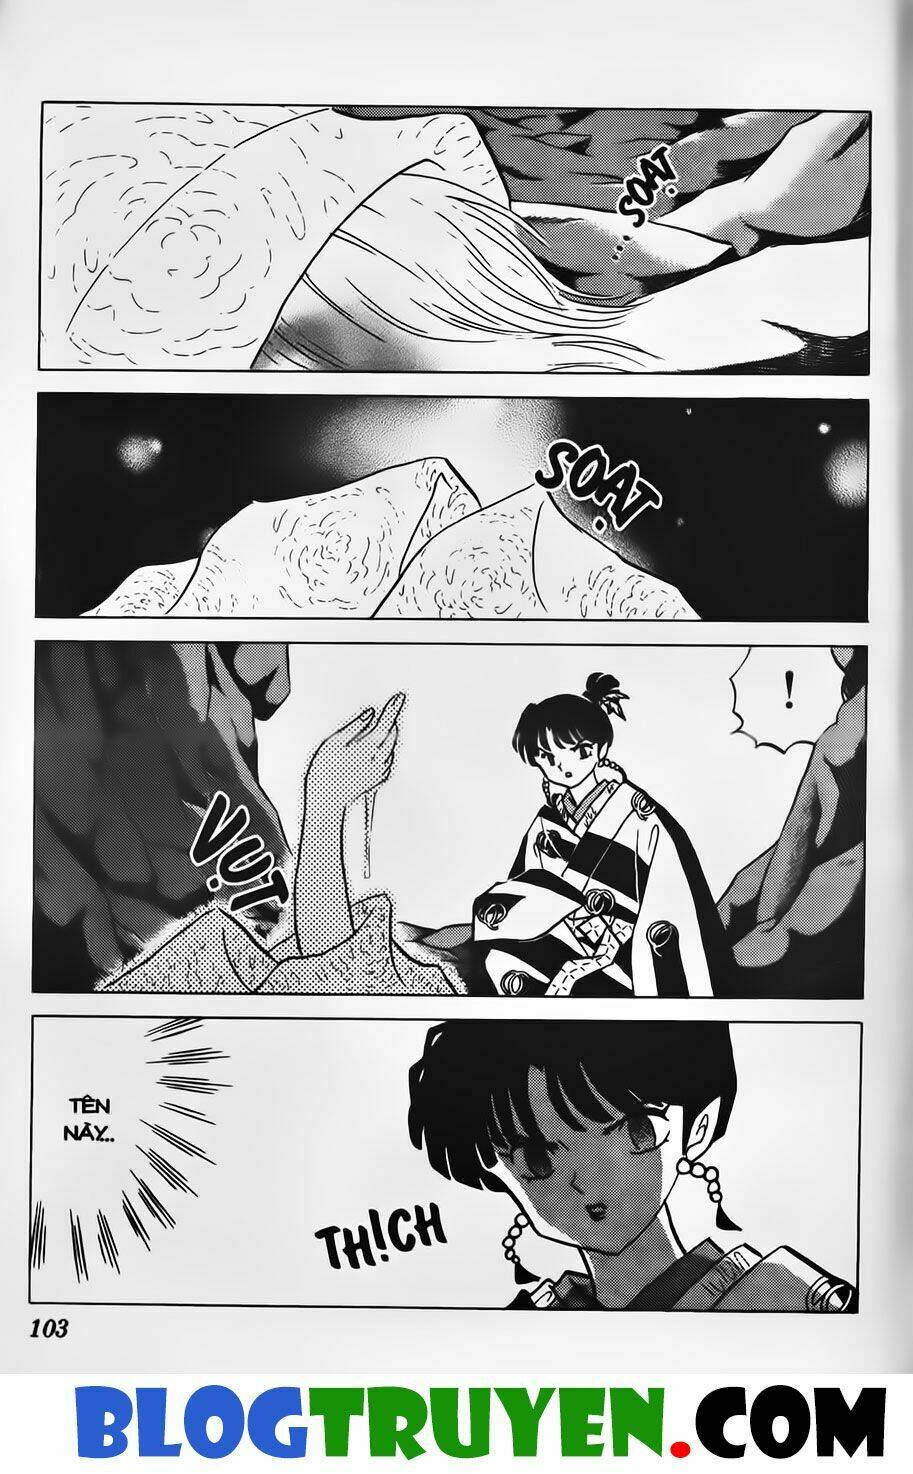 ... SOẠT
SOẠT
!
VỤT
TÊN
NÀY...
THỊCH
103
BLOGTRUYEN.COM